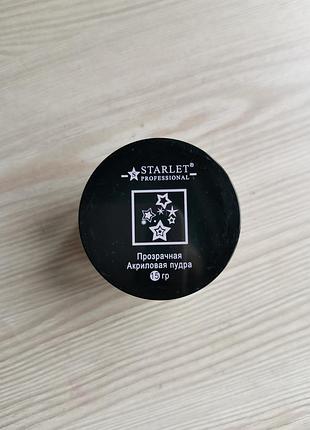 STARLET®
PROFESSIONAL
Прозрачная
Акриловая пудра
15 гр